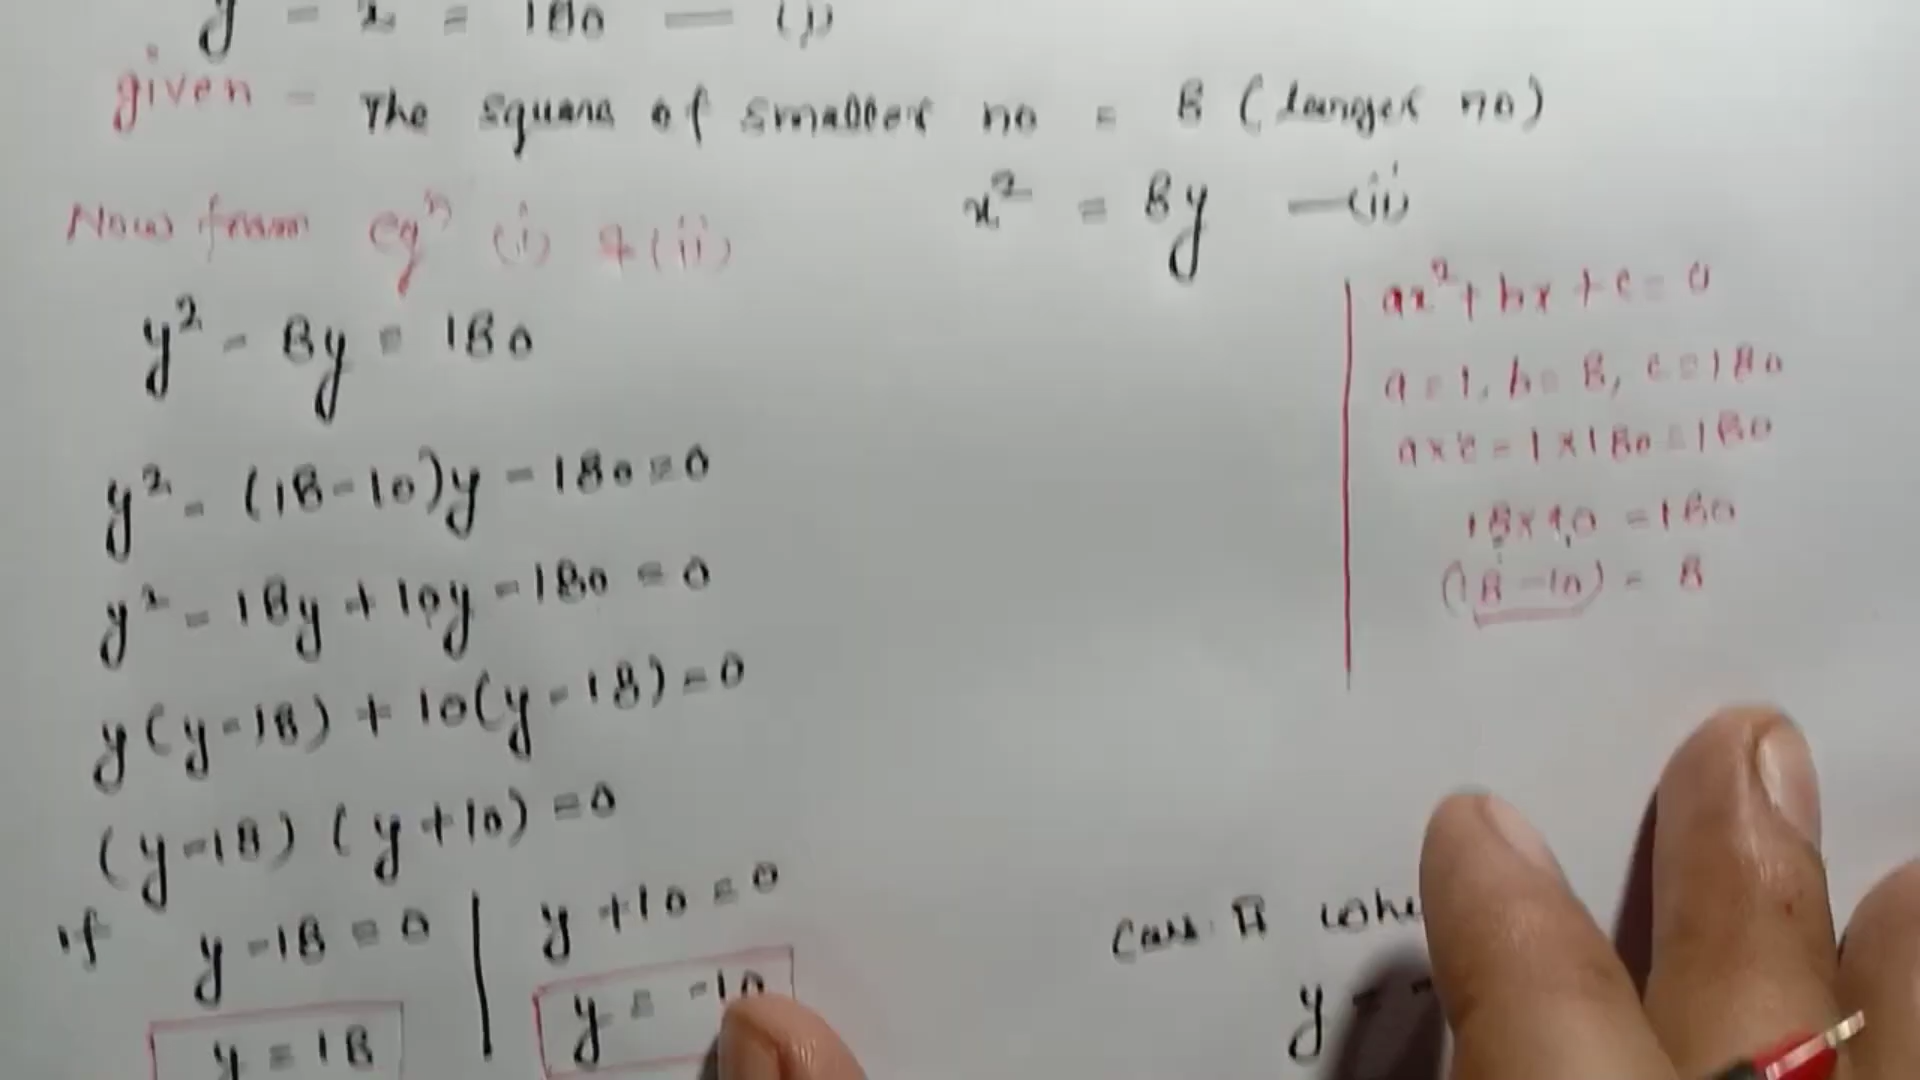 y - x = 180 — (i)
given - The square of smaller no = 8 (larger no)
x² = 8y — (ii)
Now from eqⁿ (i) & (ii)
y² - 8y = 180
y² - (18-10)y - 180 = 0
y² - 18y + 10y - 180 = 0
y(y-18) + 10(y-18) = 0
(y-18) (y+10) = 0
if y - 18 = 0 | y + 10 = 0
y = 18
y = -10
ax² + bx + c = 0
a = 1, b = 8, c = 180
a×c = 1×180 = 180
18×10 = 180
(18-10) = 8
Case II
y = -